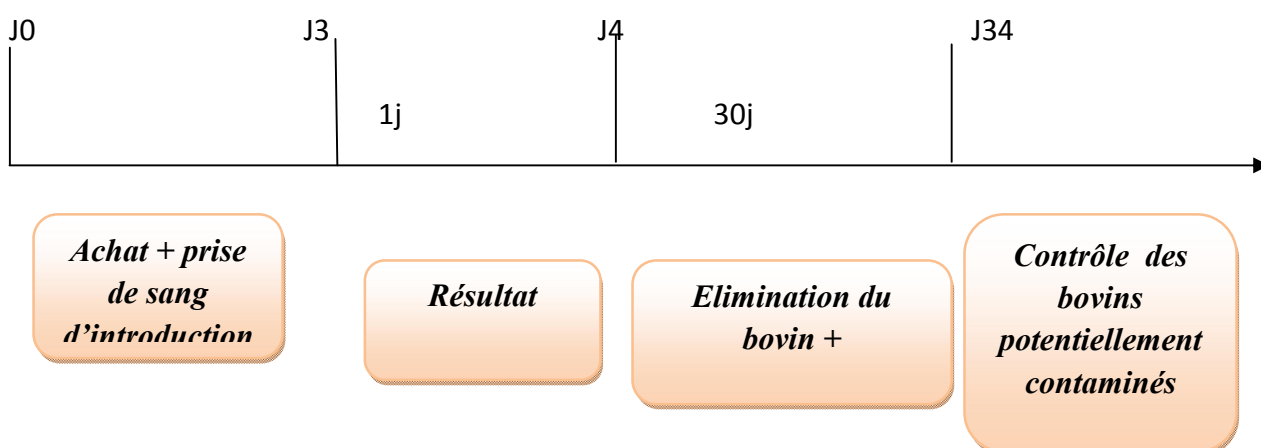 J0 J3 J4 J34
1j 30j
Achat + prise
de sang
d'introduction
Résultat
Elimination du
bovin +
Contrôle des
bovins
potentiellement
contaminés